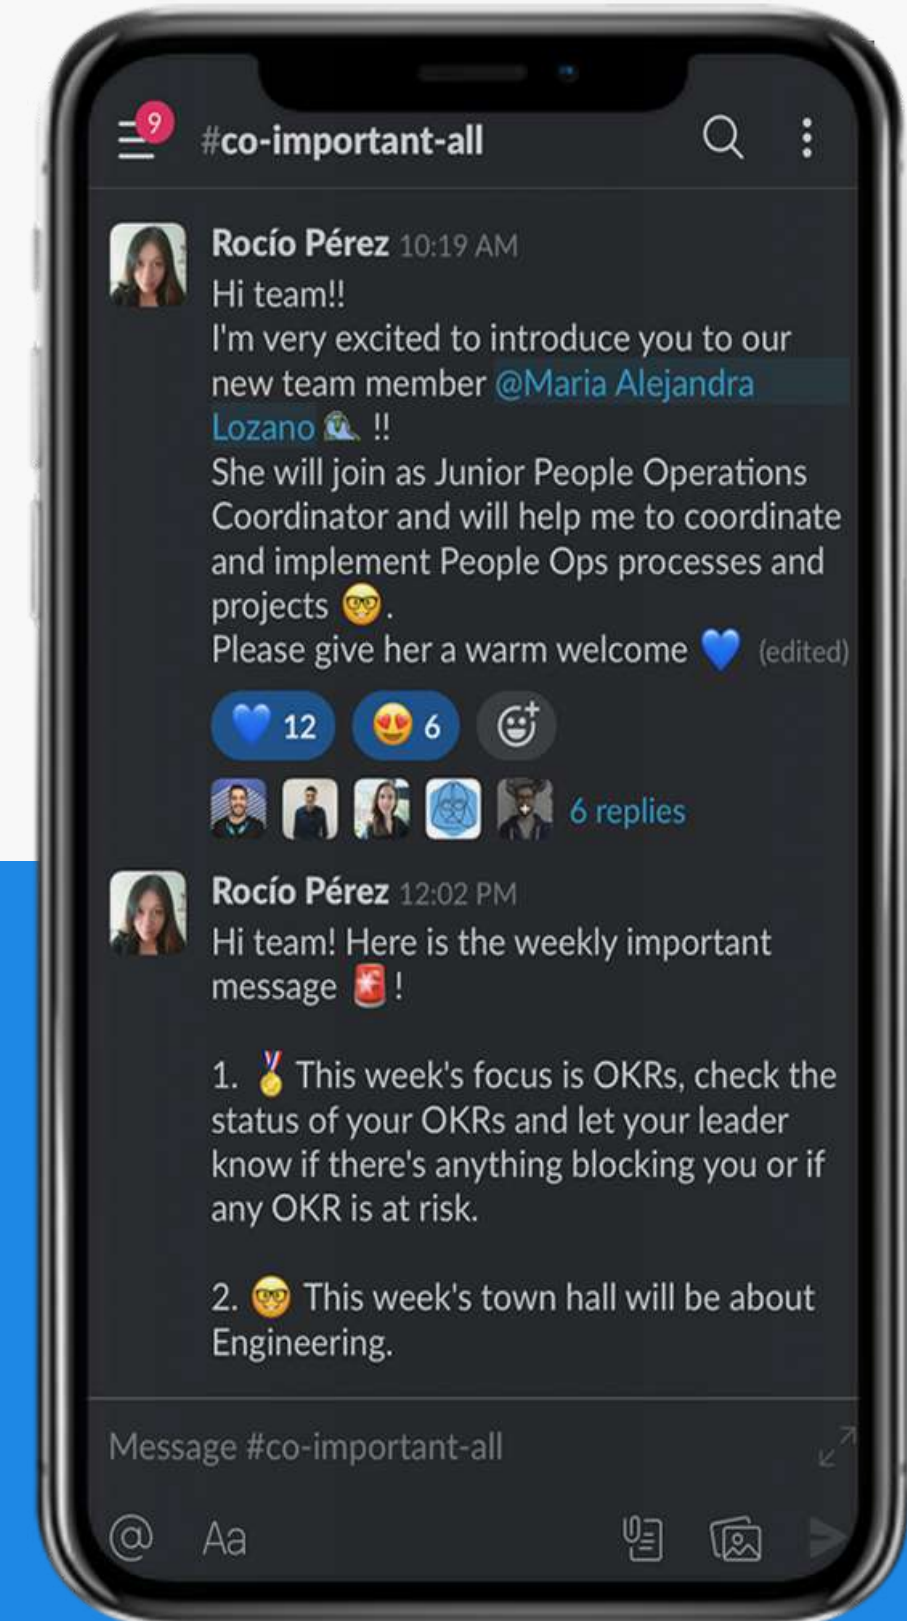 9
#co-important-all
Rocío Pérez 10:19 AM
Hi team!!
I'm very excited to introduce you to our
new team member @Maria Alejandra
Lozano 🌊 !!
She will join as Junior People Operations
Coordinator and will help me to coordinate
and implement People Ops processes and
projects 🤓.
Please give her a warm welcome 💙 (edited)
💙 12 😍 6
6 replies
Rocío Pérez 12:02 PM
Hi team! Here is the weekly important
message 🚨!
1. 🏅 This week's focus is OKRs, check the
status of your OKRs and let your leader
know if there's anything blocking you or if
any OKR is at risk.
2. 🤓 This week's town hall will be about
Engineering.
Message #co-important-all
@ Aa